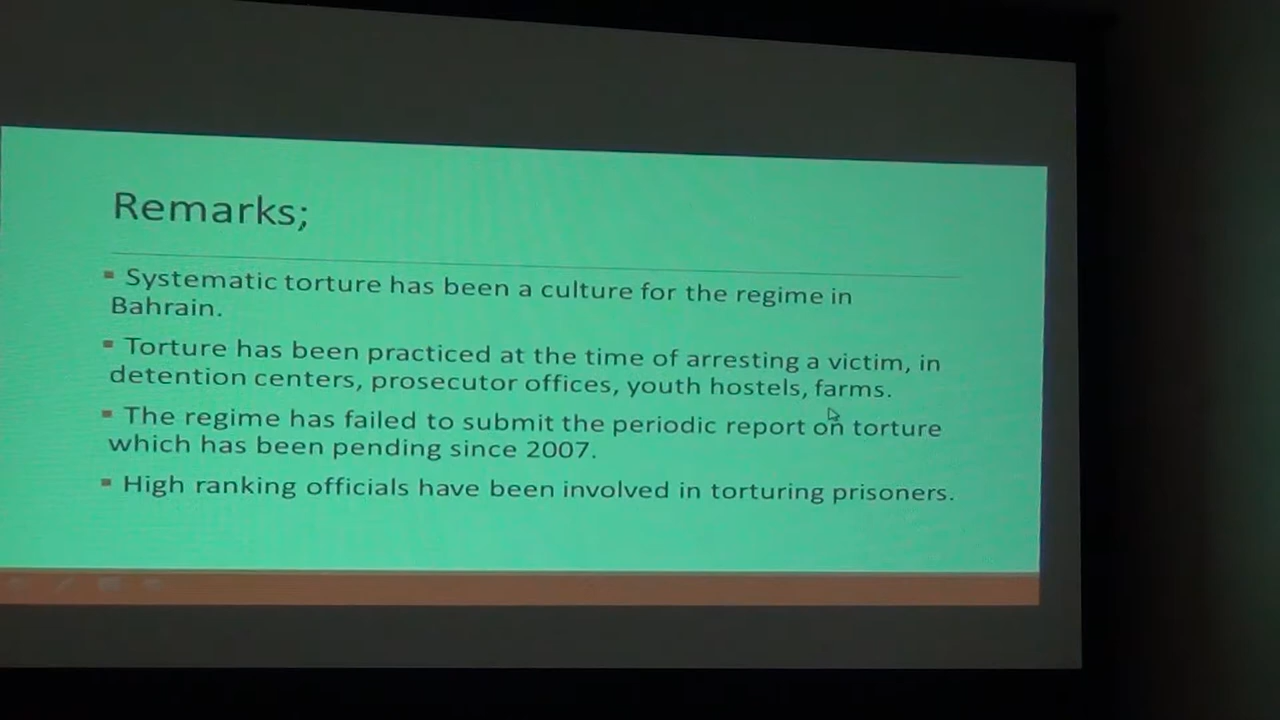 Remarks;
▪ Systematic torture has been a culture for the regime in
Bahrain.
▪ Torture has been practiced at the time of arresting a victim, in
detention centers, prosecutor offices, youth hostels, farms.
▪ The regime has failed to submit the periodic report on torture
which has been pending since 2007.
▪ High ranking officials have been involved in torturing prisoners.